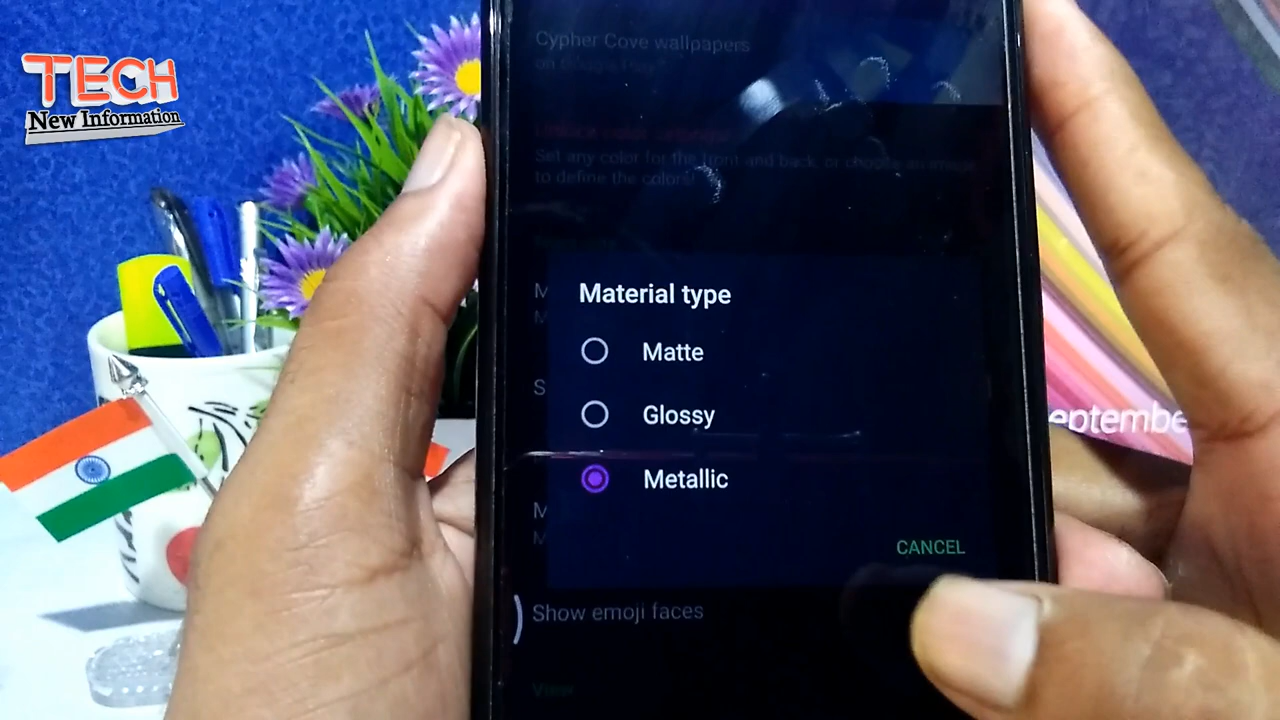 TECH
New Information
Cypher Cove wallpapers
Set any color for the front and back, or choose an image
to define the colors!
M
Material type
M
Matte
S
Glossy
eptembe
Metallic
M
M
CANCEL
Show emoji faces
View